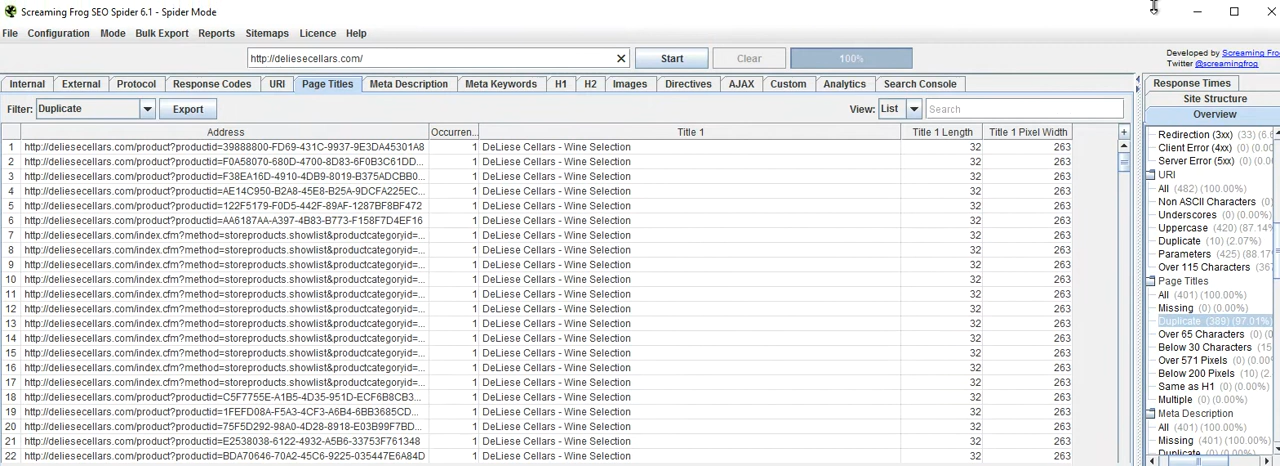 Screaming Frog SEO Spider 6.1 - Spider Mode
File Configuration Mode Bulk Export Reports Sitemaps Licence Help
http://deliesecellars.com/ Start Clear 100%
Developed by Screaming Fro
Twitter @screamingfrog
Internal External Protocol Response Codes URI Page Titles Meta Description Meta Keywords H1 H2 Images Directives AJAX Custom Analytics Search Console
Filter: Duplicate Export View: List Search
Address Occurren... Title 1 Title 1 Length Title 1 Pixel Width
1 http://deliesecellars.com/product?productid=39888800-FD09-431C-9937-9E3DA45301A9 1 DeLiese Cellars - Wine Selection 32 263
2 http://deliesecellars.com/product?productid=F0A58070-680D-4700-8D83-6F0B3C61DD... 1 DeLiese Cellars - Wine Selection 32 263
3 http://deliesecellars.com/product?productid=F38EA16D-4910-4DB9-8019-B375ADCBB0... 1 DeLiese Cellars - Wine Selection 32 263
4 http://deliesecellars.com/product?productid=AE14C950-B2A8-45E8-B25A-9DCFA225EC... 1 DeLiese Cellars - Wine Selection 32 263
5 http://deliesecellars.com/product?productid=122F5179-F0D5-442F-89AF-1287BF8BF472 1 DeLiese Cellars - Wine Selection 32 263
6 http://deliesecellars.com/product?productid=AA6187AA-A397-4B83-B773-F158F7D4EF16 1 DeLiese Cellars - Wine Selection 32 263
7 http://deliesecellars.com/index.cfm?method=storeproducts.showlist&productcategoryid=... 1 DeLiese Cellars - Wine Selection 32 263
8 http://deliesecellars.com/index.cfm?method=storeproducts.showlist&productcategoryid=... 1 DeLiese Cellars - Wine Selection 32 263
9 http://deliesecellars.com/index.cfm?method=storeproducts.showlist&productcategoryid=... 1 DeLiese Cellars - Wine Selection 32 263
10 http://deliesecellars.com/index.cfm?method=storeproducts.showlist&productcategoryid=... 1 DeLiese Cellars - Wine Selection 32 263
11 http://deliesecellars.com/index.cfm?method=storeproducts.showlist&productcategoryid=... 1 DeLiese Cellars - Wine Selection 32 263
12 http://deliesecellars.com/index.cfm?method=storeproducts.showlist&productcategoryid=... 1 DeLiese Cellars - Wine Selection 32 263
13 http://deliesecellars.com/index.cfm?method=storeproducts.showlist&productcategoryid=... 1 DeLiese Cellars - Wine Selection 32 263
14 http://deliesecellars.com/index.cfm?method=storeproducts.showlist&productcategoryid=... 1 DeLiese Cellars - Wine Selection 32 263
15 http://deliesecellars.com/index.cfm?method=storeproducts.showlist&productcategoryid=... 1 DeLiese Cellars - Wine Selection 32 263
16 http://deliesecellars.com/index.cfm?method=storeproducts.showlist&productcategoryid=... 1 DeLiese Cellars - Wine Selection 32 263
17 http://deliesecellars.com/index.cfm?method=storeproducts.showlist&productcategoryid=... 1 DeLiese Cellars - Wine Selection 32 263
18 http://deliesecellars.com/product?productid=C5F7755E-A1B5-4D35-951D-ECF6B8CB3... 1 DeLiese Cellars - Wine Selection 32 263
19 http://deliesecellars.com/product?productid=1FEFD08A-F5A3-4CF3-A6B4-6BB3685CD... 1 DeLiese Cellars - Wine Selection 32 263
20 http://deliesecellars.com/product?productid=75F5D292-98A0-4D28-8918-E03B99F7BD... 1 DeLiese Cellars - Wine Selection 32 263
21 http://deliesecellars.com/product?productid=E2538038-6122-4932-A5B6-33753F761348 1 DeLiese Cellars - Wine Selection 32 263
22 http://deliesecellars.com/product?productid=BDA70646-70A2-45C6-9225-035447E6A84D 1 DeLiese Cellars - Wine Selection 32 263
Response Times
Site Structure
Overview
Redirection (3xx) (33) (6.6
Client Error (4xx) (0) (0.00
Server Error (5xx) (0) (0.0
URI
All (482) (100.00%)
Non ASCII Characters (0)
Underscores (0) (0.00%)
Uppercase (420) (87.14%
Duplicate (10) (2.07%)
Parameters (425) (88.17%
Over 115 Characters (367
Page Titles
All (401) (100.00%)
Missing (0) (0.00%)
Duplicate (389) (97.01%)
Over 65 Characters (0) (0
Below 30 Characters (15
Over 571 Pixels (0) (0.00
Below 200 Pixels (10) (2.
Same as H1 (0) (0.00%)
Multiple (0) (0.00%)
Meta Description
All (401) (100.00%)
Missing (401) (100.00%)
Duplicate (0) (0.00%)